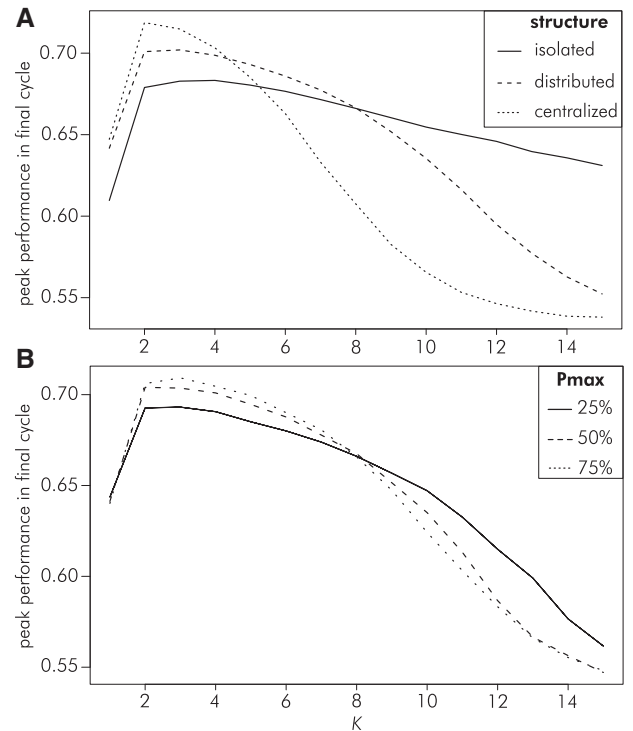 A
structure
isolated
distributed
centralized
peak performance in final cycle
0.70
0.65
0.60
0.55
2 4 6 8 10 12 14
B
Pmax
25%
50%
75%
peak performance in final cycle
0.70
0.65
0.60
0.55
2 4 6 8 10 12 14
K